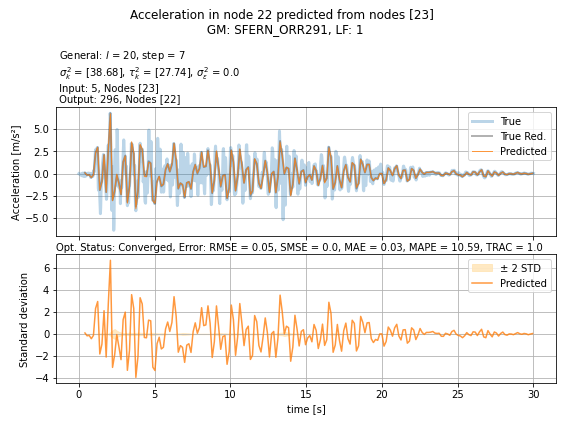 Acceleration in node 22 predicted from nodes [23]
GM: SFERN_ORR291, LF: 1
General: l = 20, step = 7
σ²ₖ = [38.68], τ²ₖ = [27.74], σ²ε = 0.0
Input: 5, Nodes [23]
Output: 296, Nodes [22]
Acceleration [m/s²]
5.0
2.5
0.0
−2.5
−5.0
True
True Red.
Predicted
Opt. Status: Converged, Error: RMSE = 0.05, SMSE = 0.0, MAE = 0.03, MAPE = 10.59, TRAC = 1.0
Standard deviation
6
4
2
0
−2
−4
± 2 STD
Predicted
0 5 10 15 20 25 30
time [s]